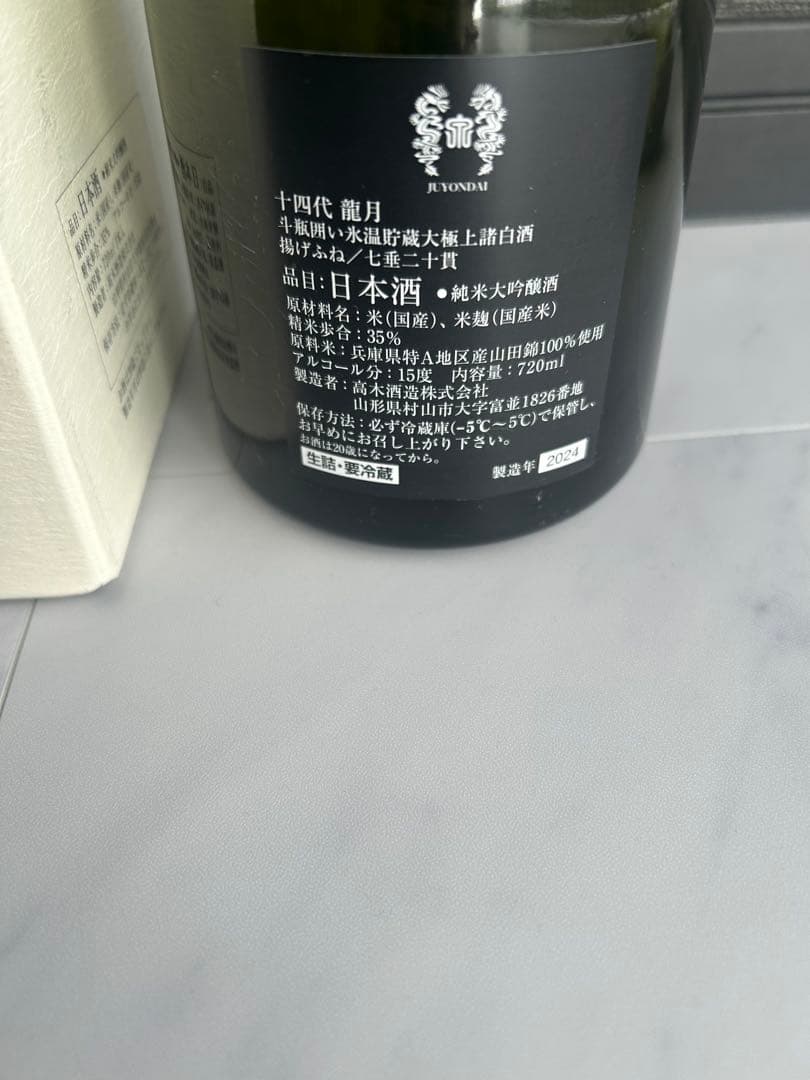 JUYONDAI
十四代 龍月
斗瓶囲い氷温貯蔵大極上諸白酒
揚げふね／七垂二十貫
品目：日本酒 ●純米大吟醸酒
原材料名：米（国産）、米麹（国産米）
精米歩合：35%
原料米：兵庫県特A地区産山田錦100%使用
アルコール分：15度 内容量：720ml
製造者：高木酒造株式会社
山形県村山市大字富並1826番地
保存方法：必ず冷蔵庫(-5℃～5℃)で保管し、
お早めにお召し上がり下さい。
お酒は20歳になってから。
生詰・要冷蔵
製造年 2024
品目：日本酒